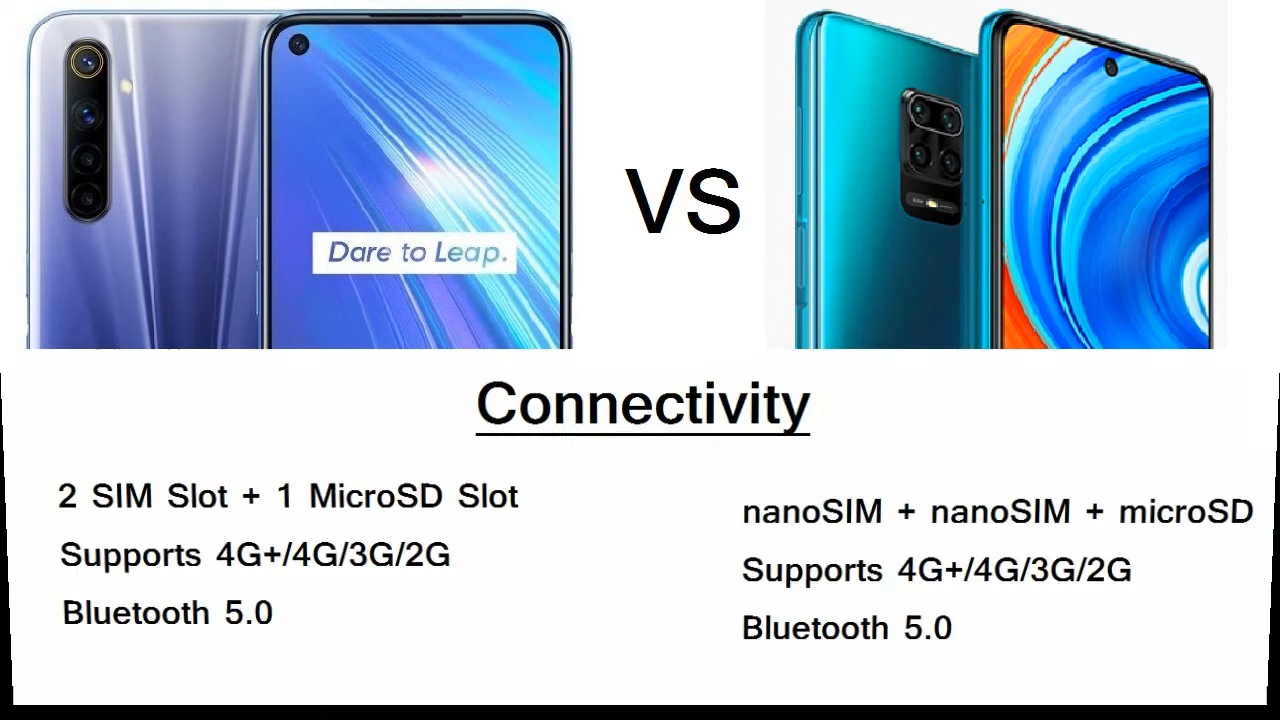 Dare to Leap.
VS
Connectivity
2 SIM Slot + 1 MicroSD Slot
Supports 4G+/4G/3G/2G
Bluetooth 5.0
nanoSIM + nanoSIM + microSD
Supports 4G+/4G/3G/2G
Bluetooth 5.0